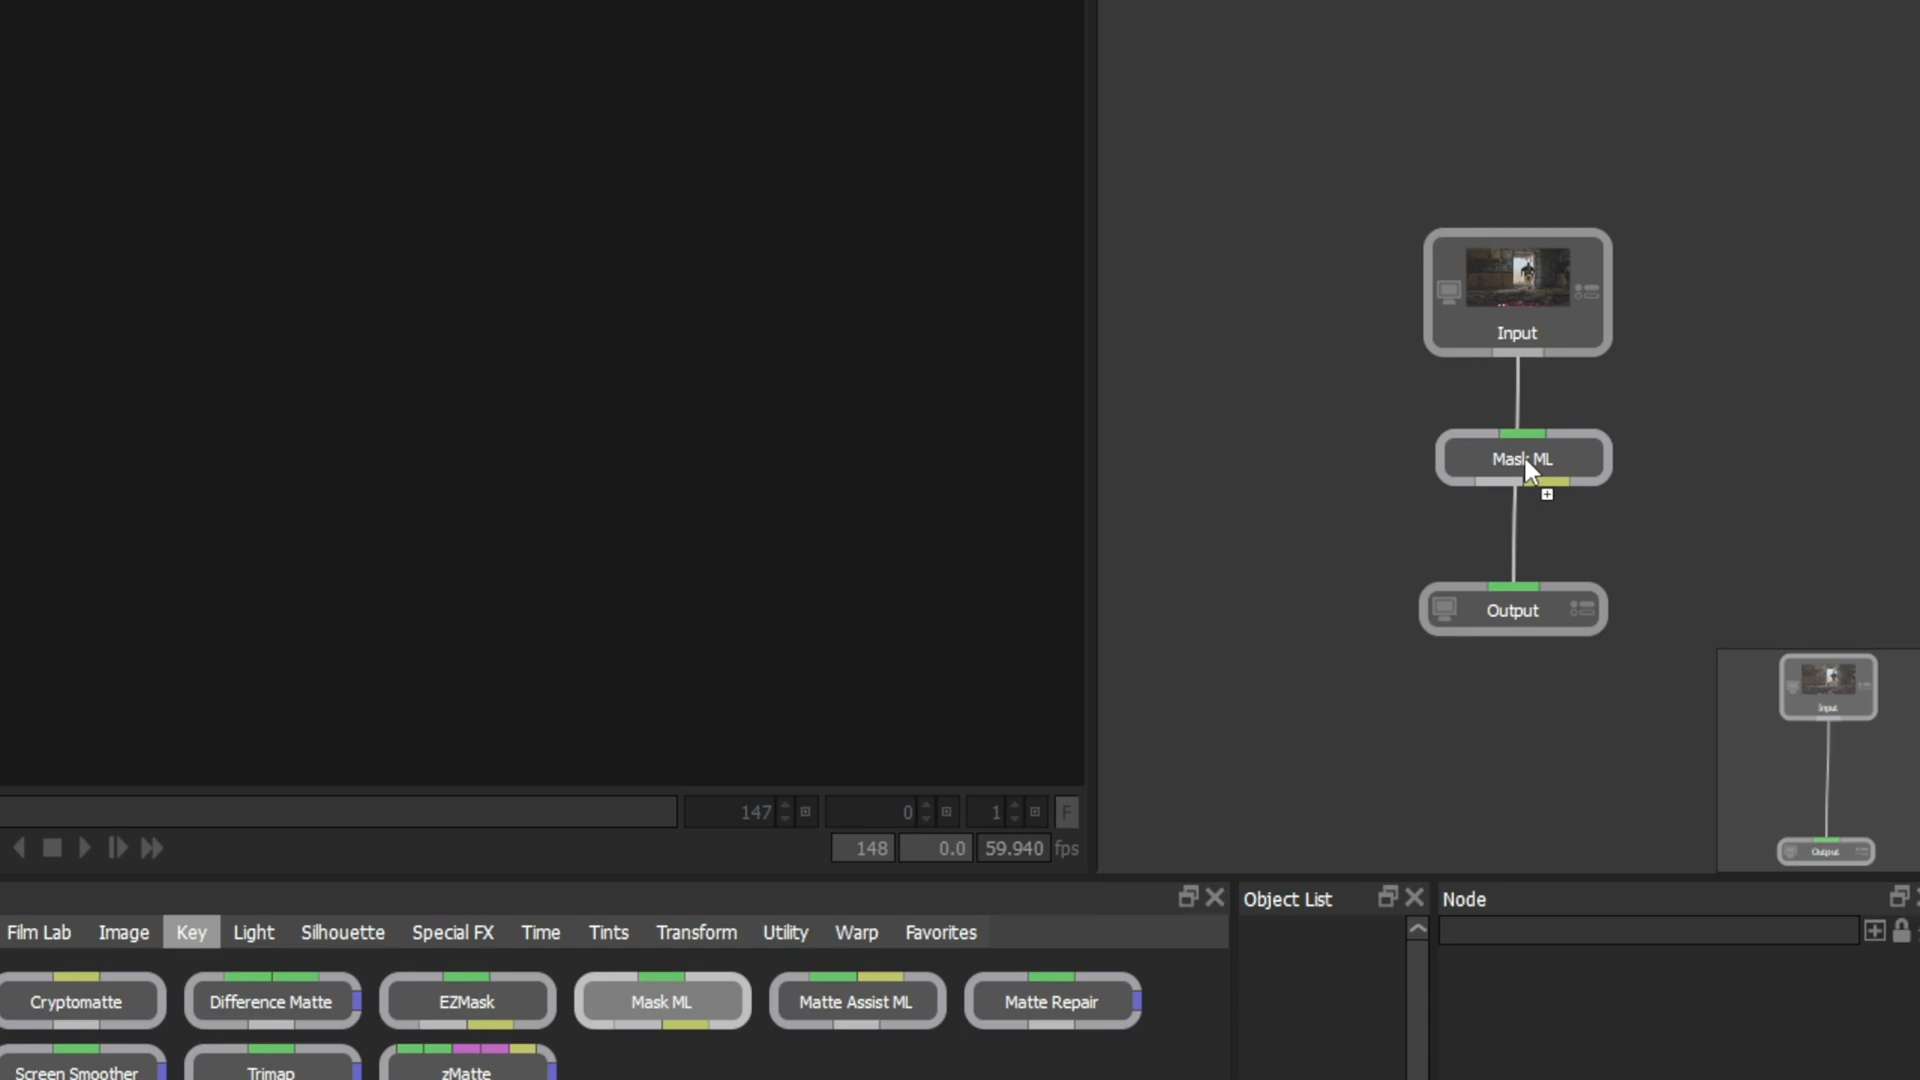 Input
Mask ML
Output
Input
Output
147 0 1 F
148 0.0 59.940 fps
Object List
Node
Film Lab Image Key Light Silhouette Special FX Time Tints Transform Utility Warp Favorites
Cryptomatte Difference Matte EZMask Mask ML Matte Assist ML Matte Repair
Screen Smoother Trimap zMatte